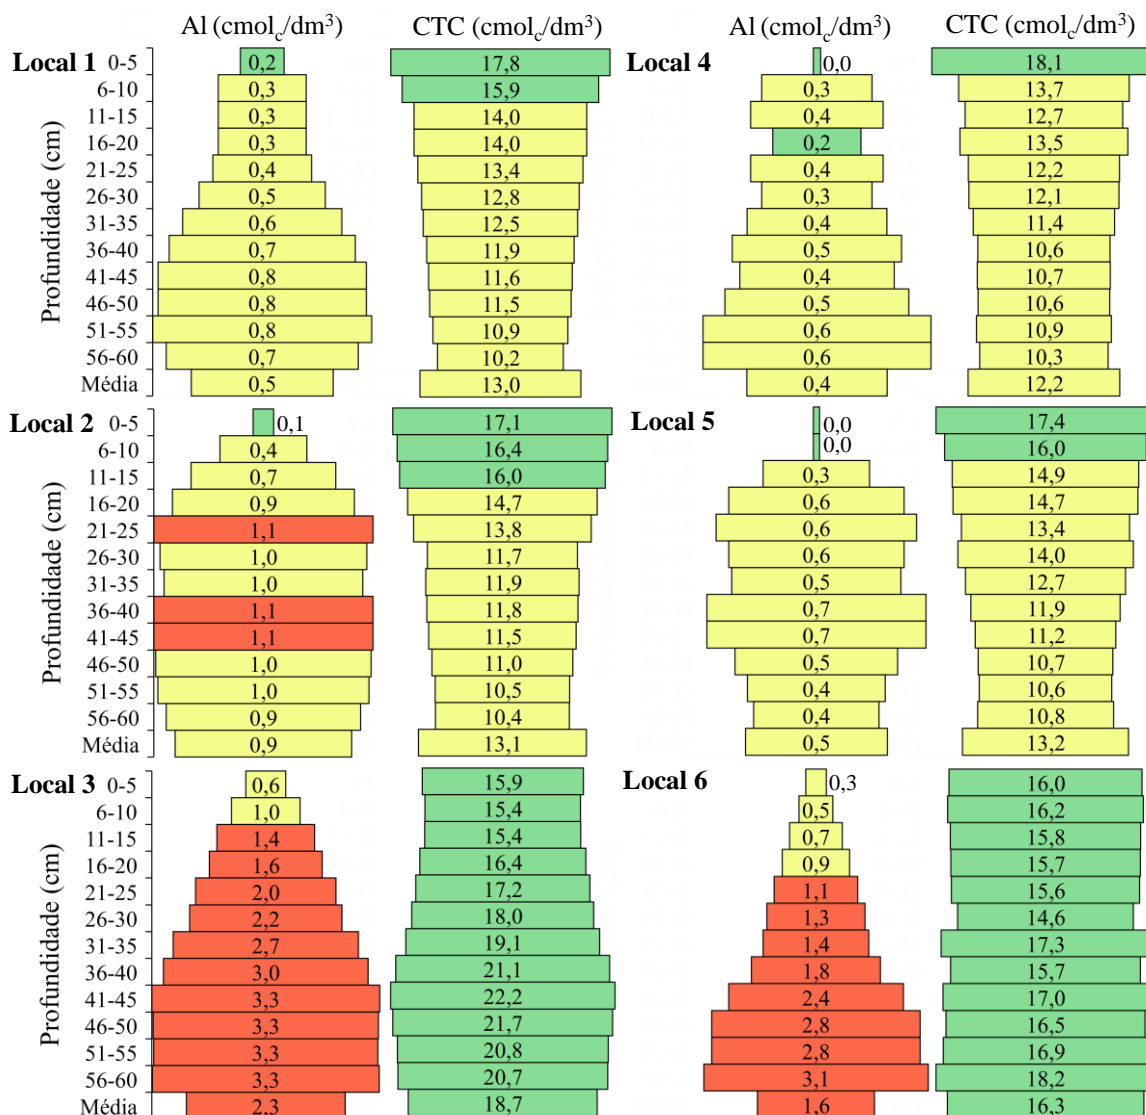 Al (cmolc/dm3) CTC (cmolc/dm3) Al (cmolc/dm3) CTC (cmolc/dm3)
Profundidade (cm)
Local 1 0-5 0,2 17,8
6-10 0,3 15,9
11-15 0,3 14,0
16-20 0,3 14,0
21-25 0,4 13,4
26-30 0,5 12,8
31-35 0,6 12,5
36-40 0,7 11,9
41-45 0,8 11,6
46-50 0,8 11,5
51-55 0,8 10,9
56-60 0,7 10,2
Média 0,5 13,0
Local 4 0,0 18,1
0,3 13,7
0,4 12,7
0,2 13,5
0,4 12,2
0,3 12,1
0,4 11,4
0,5 10,6
0,4 10,7
0,5 10,6
0,6 10,9
0,6 10,3
0,4 12,2
Profundidade (cm)
Local 2 0-5 0,1 17,1
6-10 0,4 16,4
11-15 0,7 16,0
16-20 0,9 14,7
21-25 1,1 13,8
26-30 1,0 11,7
31-35 1,0 11,9
36-40 1,1 11,8
41-45 1,1 11,5
46-50 1,0 11,0
51-55 1,0 10,5
56-60 0,9 10,4
Média 0,9 13,1
Local 5 0,0 17,4
0,0 16,0
0,3 14,9
0,6 14,7
0,6 13,4
0,6 14,0
0,5 12,7
0,7 11,9
0,7 11,2
0,5 10,7
0,4 10,6
0,4 10,8
0,5 13,2
Profundidade (cm)
Local 3 0-5 0,6 15,9
6-10 1,0 15,4
11-15 1,4 15,4
16-20 1,6 16,4
21-25 2,0 17,2
26-30 2,2 18,0
31-35 2,7 19,1
36-40 3,0 21,1
41-45 3,3 22,2
46-50 3,3 21,7
51-55 3,3 20,8
56-60 3,3 20,7
Média 2,3 18,7
Local 6 0,3 16,0
0,5 16,2
0,7 15,8
0,9 15,7
1,1 15,6
1,3 14,6
1,4 17,3
1,8 15,7
2,4 17,0
2,8 16,5
2,8 16,9
3,1 18,2
1,6 16,3